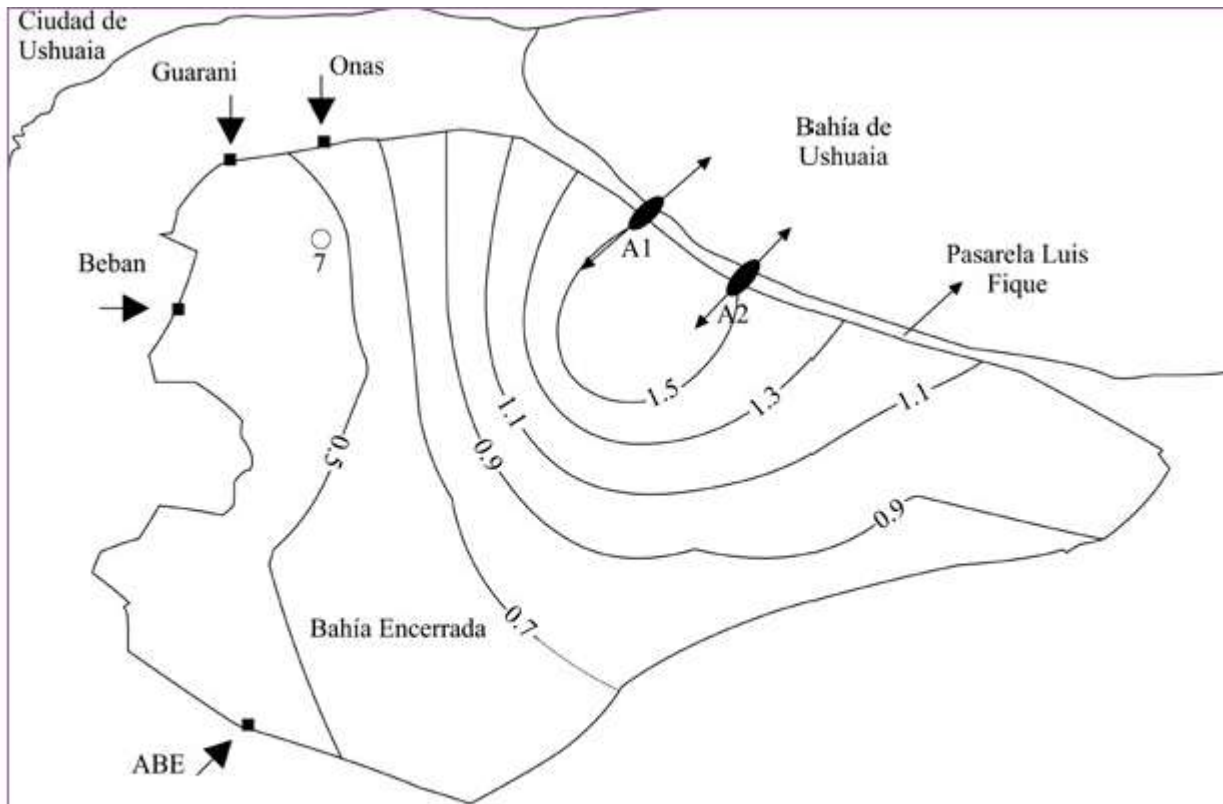 Ciudad de
Ushuaia
Guarani
Onas
Bahía de
Ushuaia
A1
7
Beban
Pasarela Luis
Fique
A2
1.5
1.3
1.1
1.1
0.5
0.9
0.9
0.7
Bahía Encerrada
ABE